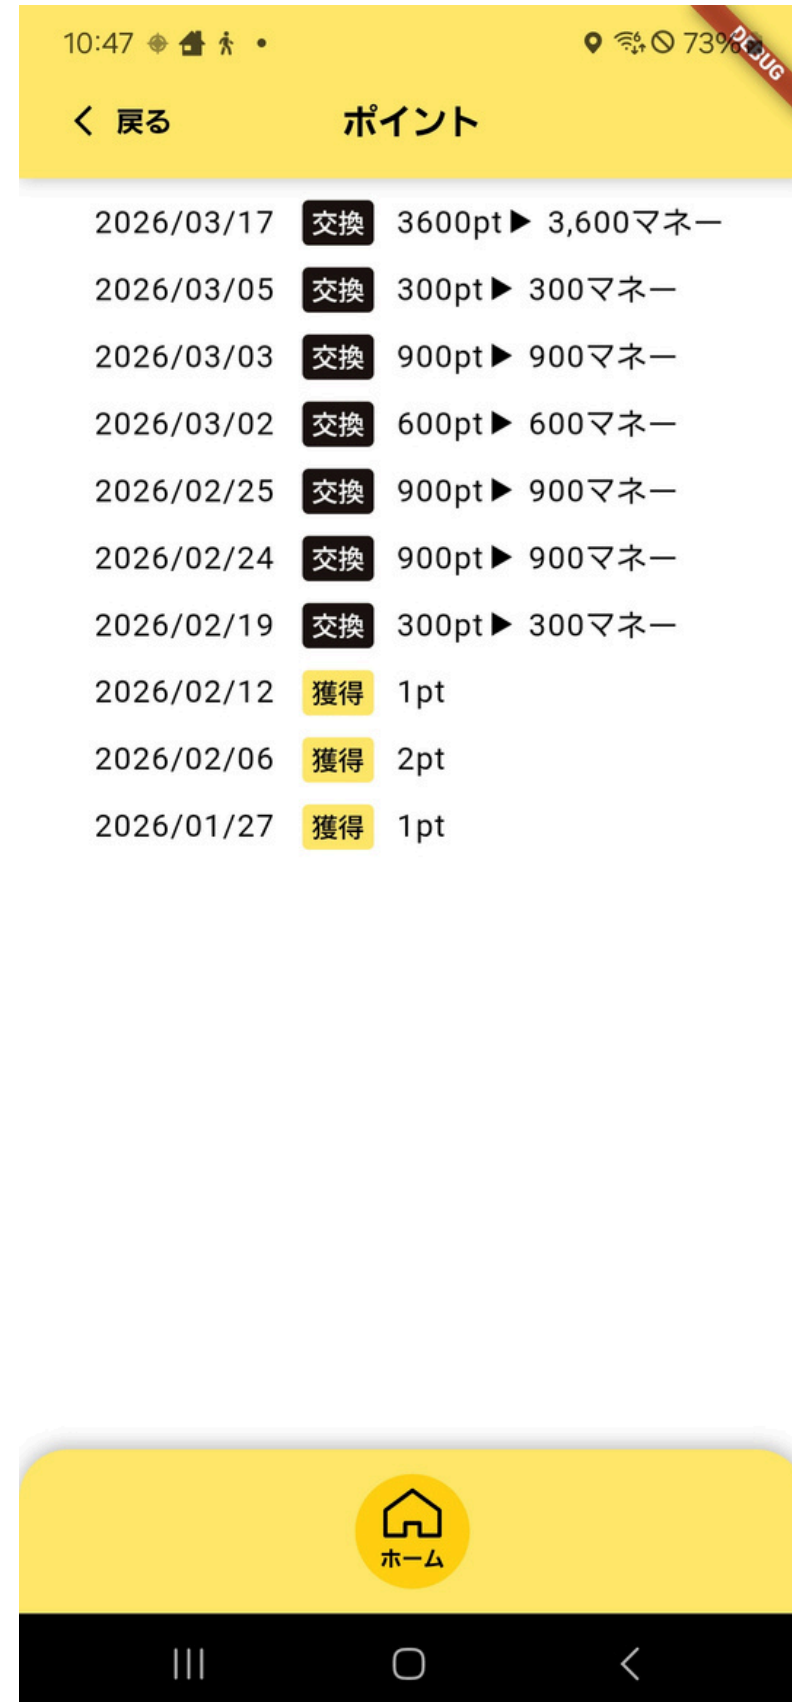 10:47 73%
DEBUG
戻る ポイント
2026/03/17 交換 3600pt▶ 3,600マネー
2026/03/05 交換 300pt▶ 300マネー
2026/03/03 交換 900pt▶ 900マネー
2026/03/02 交換 600pt▶ 600マネー
2026/02/25 交換 900pt▶ 900マネー
2026/02/24 交換 900pt▶ 900マネー
2026/02/19 交換 300pt▶ 300マネー
2026/02/12 獲得 1pt
2026/02/06 獲得 2pt
2026/01/27 獲得 1pt
ホーム